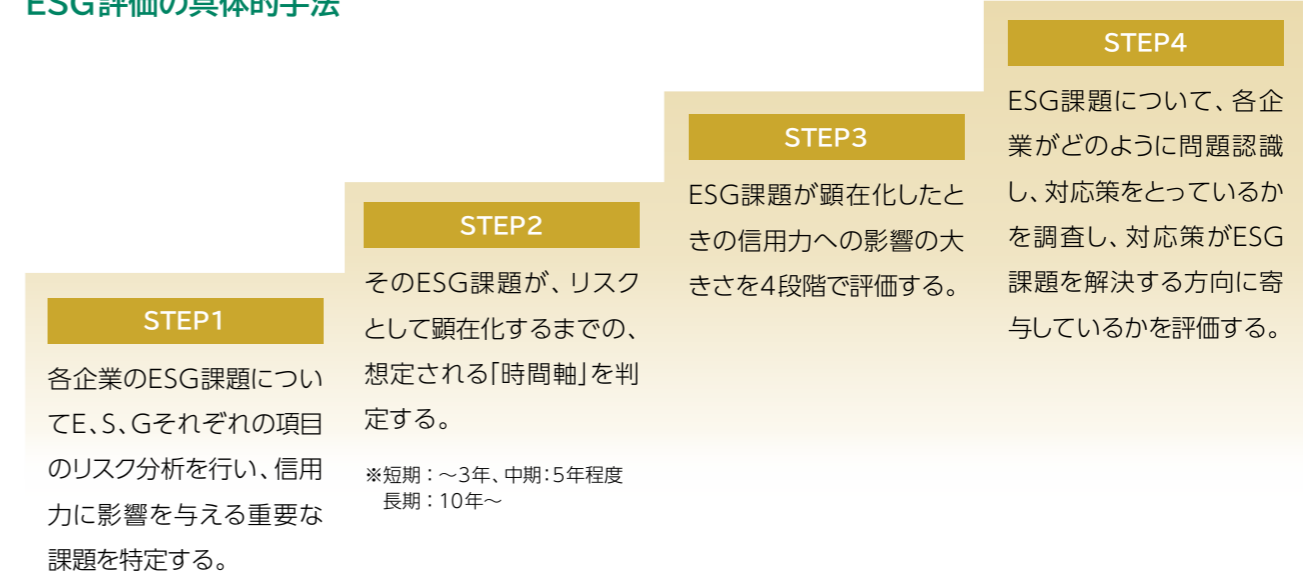 ESG評価の具体的手法
STEP1
各企業のESG課題につい
てE、S、Gそれぞれの項目
のリスク分析を行い、信用
力に影響を与える重要な
課題を特定する。
STEP2
そのESG課題が、リスク
として顕在化するまでの、
想定される「時間軸」を判
定する。
※短期：～3年、中期：5年程度
長期：10年～
STEP3
ESG課題が顕在化したと
きの信用力への影響の大
きさを4段階で評価する。
STEP4
ESG課題について、各企
業がどのように問題認識
し、対応策をとっているか
を調査し、対応策がESG
課題を解決する方向に寄
与しているかを評価する。